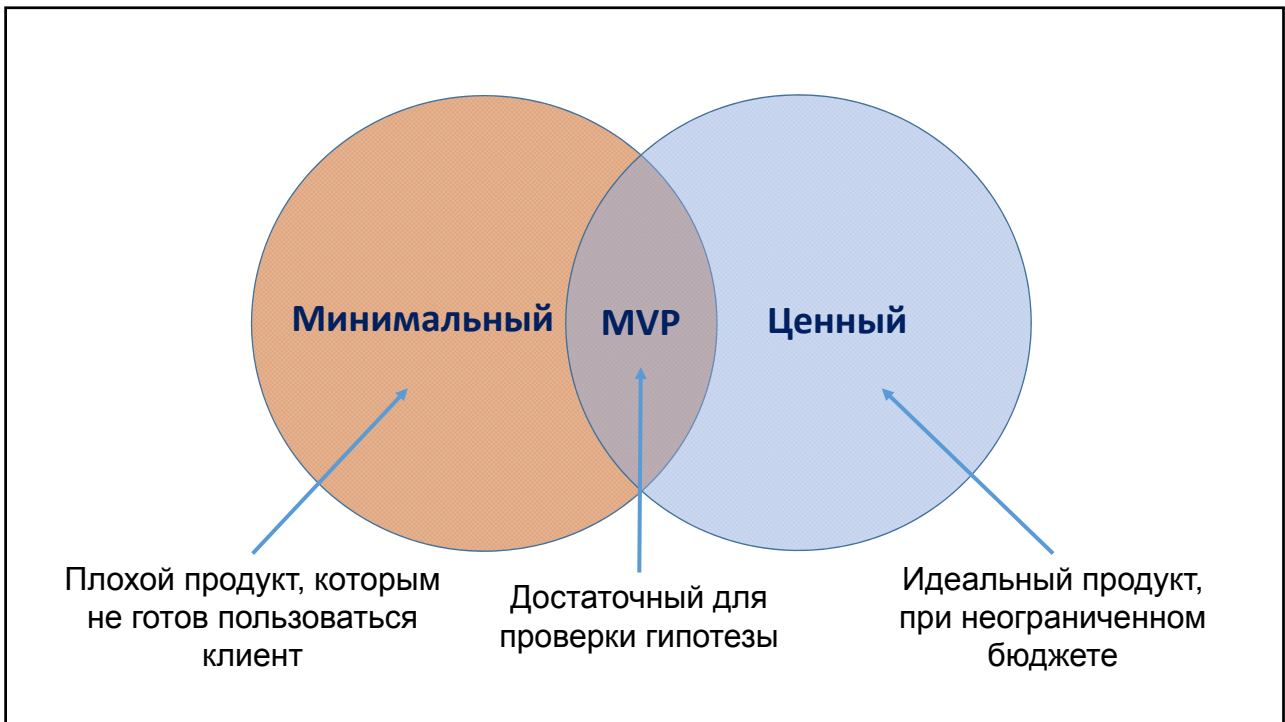 Минимальный
MVP
Ценный
Плохой продукт, которым
не готов пользоваться
клиент
Достаточный для
проверки гипотезы
Идеальный продукт,
при неограниченном
бюджете